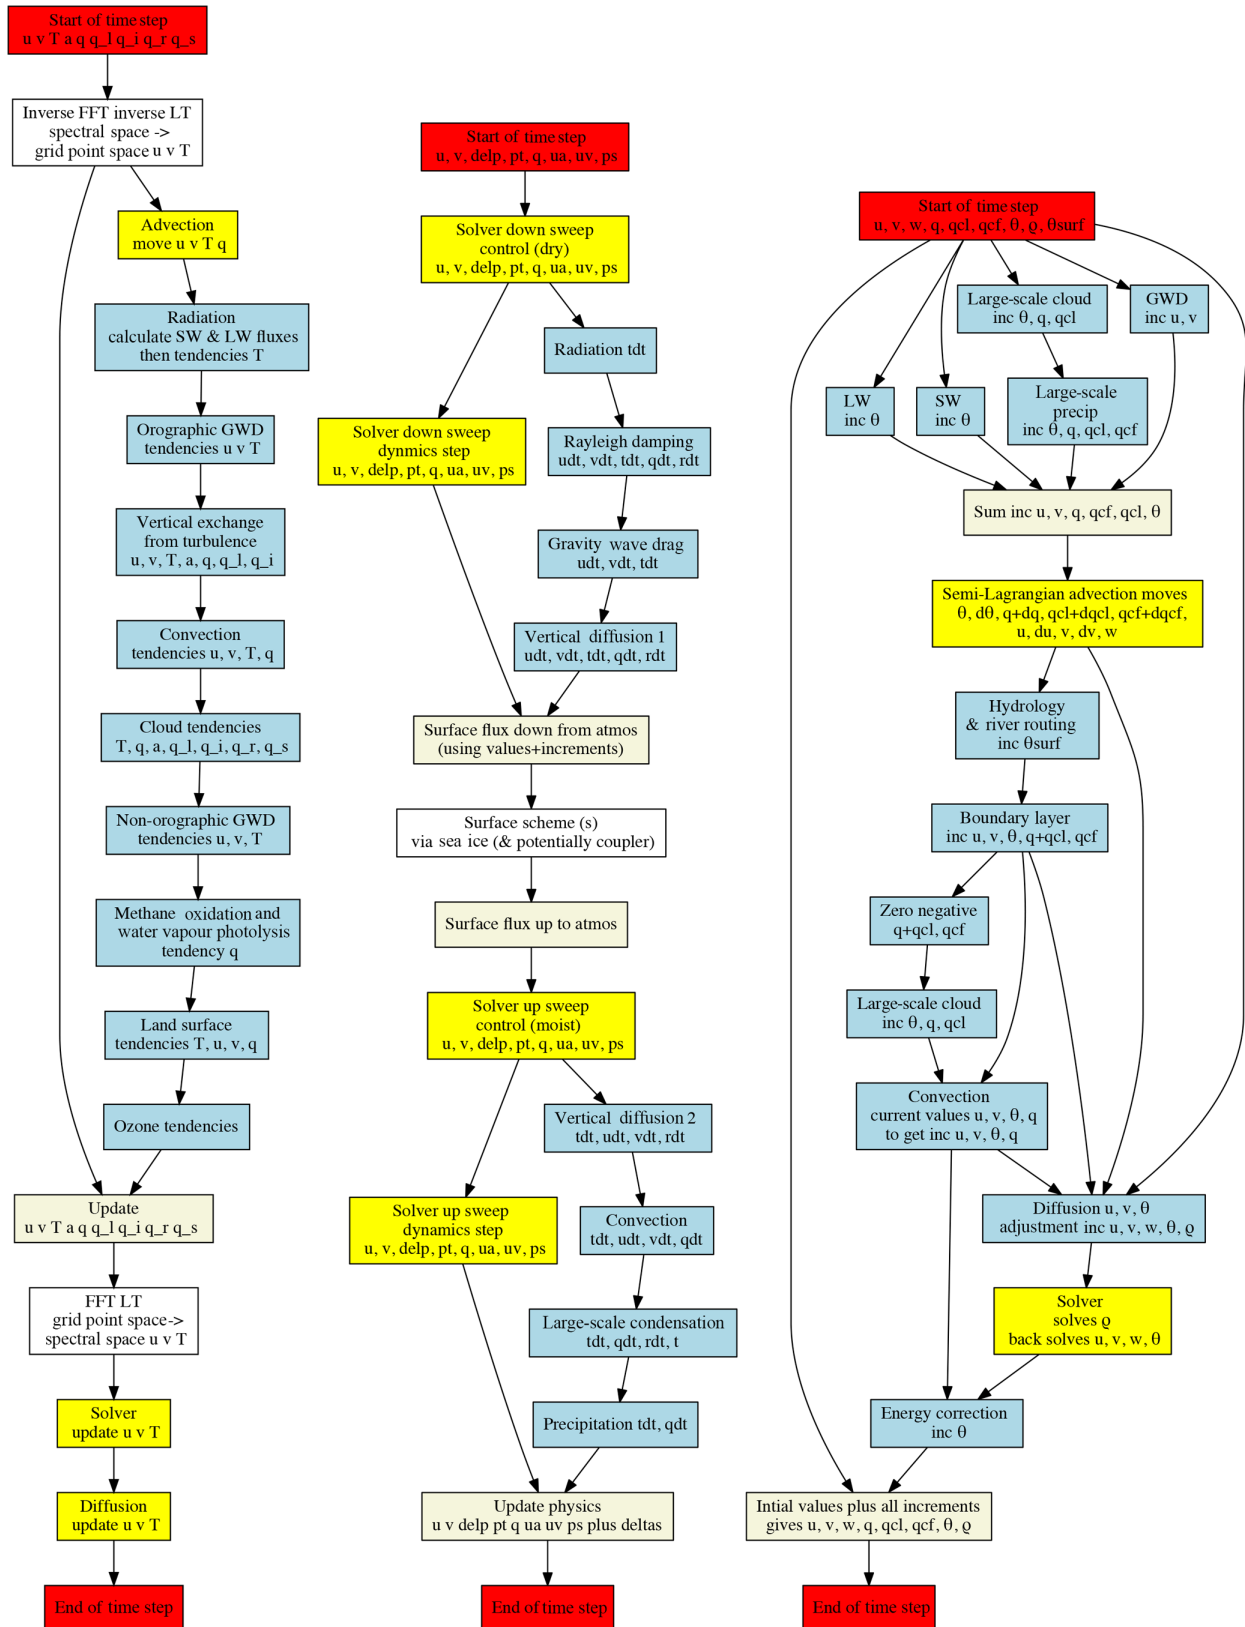 Start of time step
u v T a q q_l q_i q_r q_s
Inverse FFT inverse LT
spectral space ->
grid point space u v T
Advection
move u v T q
Radiation
calculate SW & LW fluxes
then tendencies T
Orographic GWD
tendencies u v T
Vertical exchange
from turbulence
u, v, T, a, q, q_l, q_i
Convection
tendencies u, v, T, q
Cloud tendencies
T, q, a, q_l, q_i, q_r, q_s
Non-orographic GWD
tendencies u, v, T
Methane oxidation and
water vapour photolysis
tendency q
Land surface
tendencies T, u, v, q
Ozone tendencies
Update
u v T a q q_l q_i q_r q_s
FFT LT
grid point space->
spectral space u v T
Solver
update u v T
Diffusion
update u v T
End of time step
Start of time step
u, v, delp, pt, q, ua, uv, ps
Solver down sweep
control (dry)
u, v, delp, pt, q, ua, uv, ps
Radiation tdt
Solver down sweep
dynmics step
u, v, delp, pt, q, ua, uv, ps
Rayleigh damping
udt, vdt, tdt, qdt, rdt
Gravity wave drag
udt, vdt, tdt
Vertical diffusion 1
udt, vdt, tdt, qdt, rdt
Surface flux down from atmos
(using values+increments)
Surface scheme (s)
via sea ice (& potentially coupler)
Surface flux up to atmos
Solver up sweep
control (moist)
u, v, delp, pt, q, ua, uv, ps
Vertical diffusion 2
tdt, udt, vdt, rdt
Solver up sweep
dynamics step
u, v, delp, pt, q, ua, uv, ps
Convection
tdt, udt, vdt, qdt
Large-scale condensation
tdt, qdt, rdt, t
Precipitation tdt, qdt
Update physics
u v delp pt q ua uv ps plus deltas
End of time step
Start of time step
u, v, w, q, qcl, qcf, θ, ϱ, θsurf
Large-scale cloud
inc θ, q, qcl
GWD
inc u, v
LW
inc θ
SW
inc θ
Large-scale
precip
inc θ, q, qcl, qcf
Sum inc u, v, q, qcf, qcl, θ
Semi-Lagrangian advection moves
θ, dθ, q+dq, qcl+dqcl, qcf+dqcf,
u, du, v, dv, w
Hydrology
& river routing
inc θsurf
Boundary layer
inc u, v, θ, q+qcl, qcf
Zero negative
q+qcl, qcf
Large-scale cloud
inc θ, q, qcl
Convection
current values u, v, θ, q
to get inc u, v, θ, q
Diffusion u, v, θ
adjustment inc u, v, w, θ, ϱ
Solver
solves ϱ
back solves u, v, w, θ
Energy correction
inc θ
Intial values plus all increments
gives u, v, w, q, qcl, qcf, θ, ϱ
End of time step